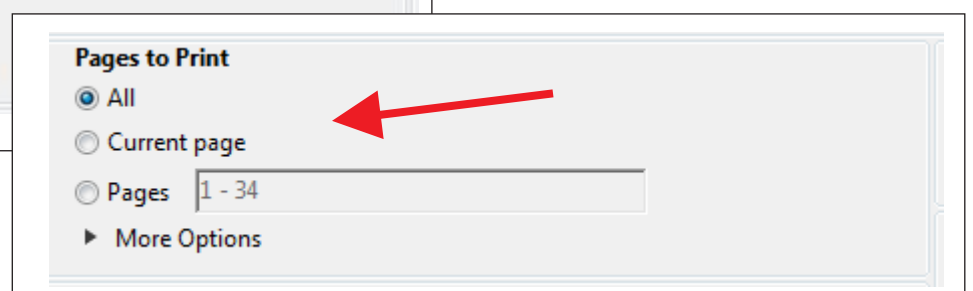 Pages to Print
All
Current page
Pages 1 - 34
More Options